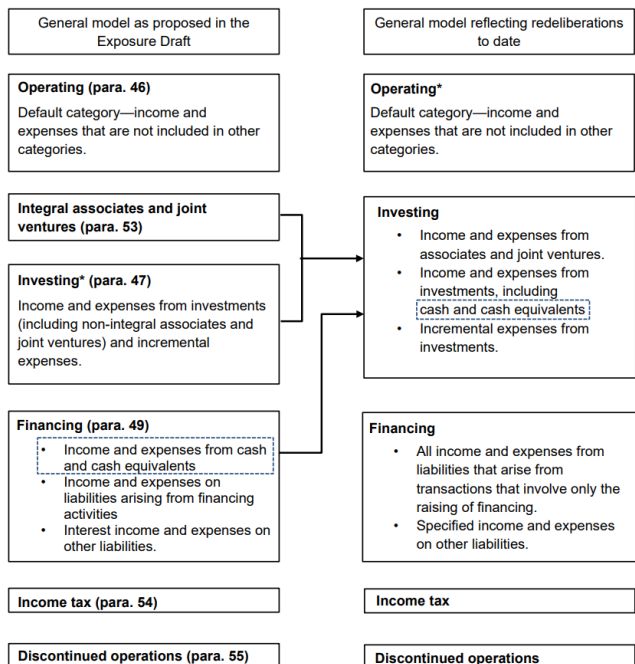 General model as proposed in the
Exposure Draft
Operating (para. 46)
Default category—income and
expenses that are not included in other
categories.
Integral associates and joint
ventures (para. 53)
Investing* (para. 47)
Income and expenses from investments
(including non-integral associates and
joint ventures) and incremental
expenses.
Financing (para. 49)
• Income and expenses from cash
and cash equivalents
• Income and expenses on
liabilities arising from financing
activities
• Interest income and expenses on
other liabilities.
Income tax (para. 54)
Discontinued operations (para. 55)
General model reflecting redeliberations
to date
Operating*
Default category—income and
expenses that are not included in other
categories.
Investing
• Income and expenses from
associates and joint ventures.
• Income and expenses from
investments, including
cash and cash equivalents
• Incremental expenses from
investments.
Financing
• All income and expenses from
liabilities that arise from
transactions that involve only the
raising of financing.
• Specified income and expenses
on other liabilities.
Income tax
Discontinued operations